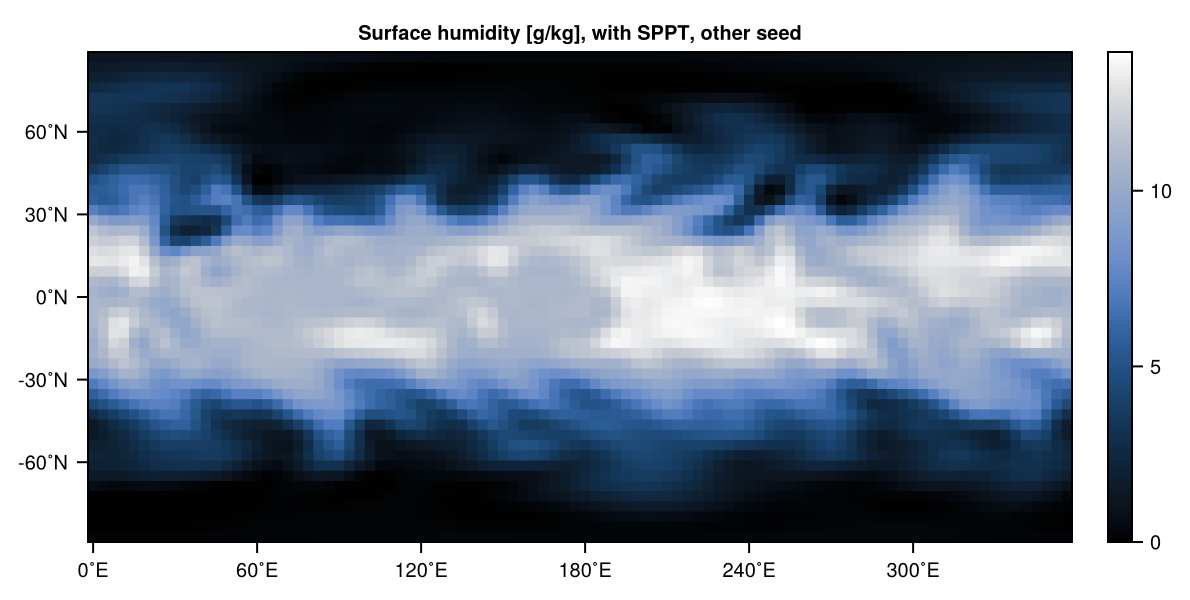 Surface humidity [g/kg], with SPPT, other seed
60˚N
30˚N
0˚N
-30˚N
-60˚N
0˚E
60˚E
120˚E
180˚E
240˚E
300˚E
10
5
0